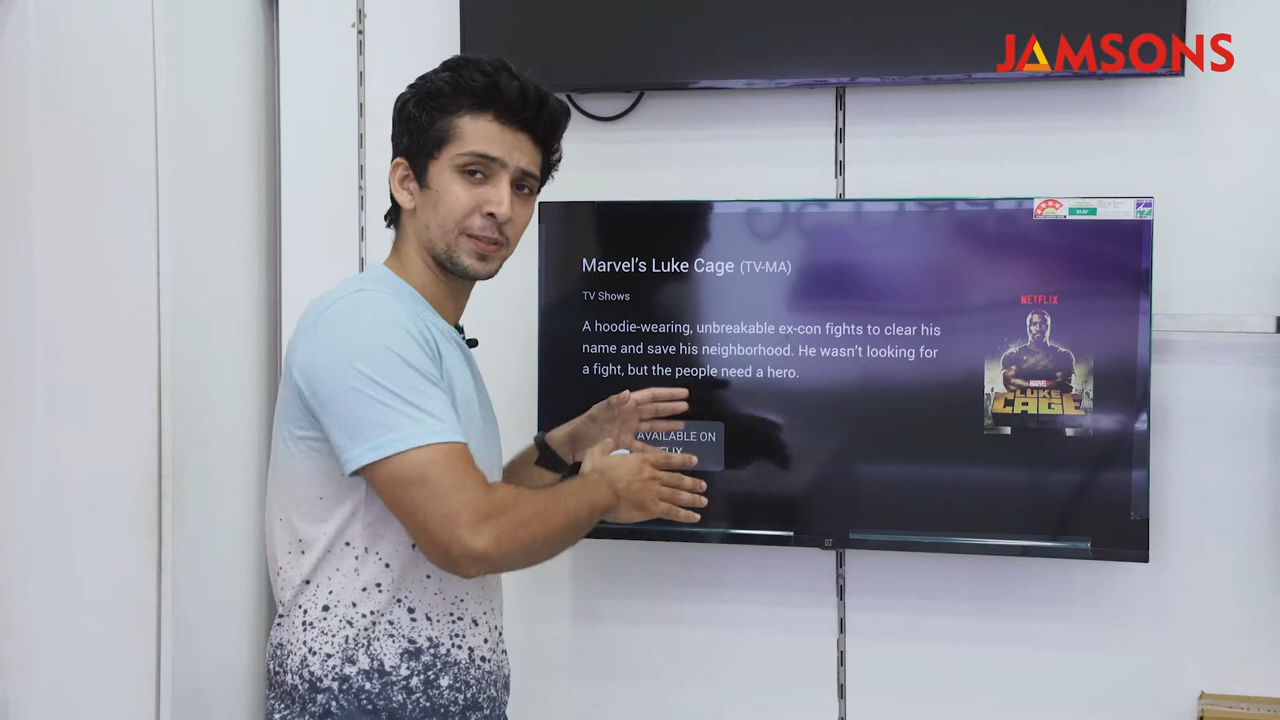 JAMSONS
Marvel's Luke Cage (TV-MA)
TV Shows
A hoodie-wearing, unbreakable ex-con fights to clear his
name and save his neighborhood. He wasn't looking for
a fight, but the people need a hero.
NETFLIX
MARVEL
LUKE
CAGE
AVAILABLE ON